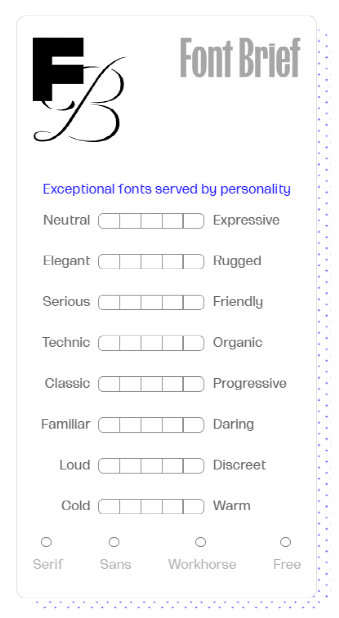 FB
Font Brief
Exceptional fonts served by personality
Neutral Expressive
Elegant Rugged
Serious Friendly
Technic Organic
Classic Progressive
Familiar Daring
Loud Discreet
Cold Warm
Serif Sans Workhorse Free